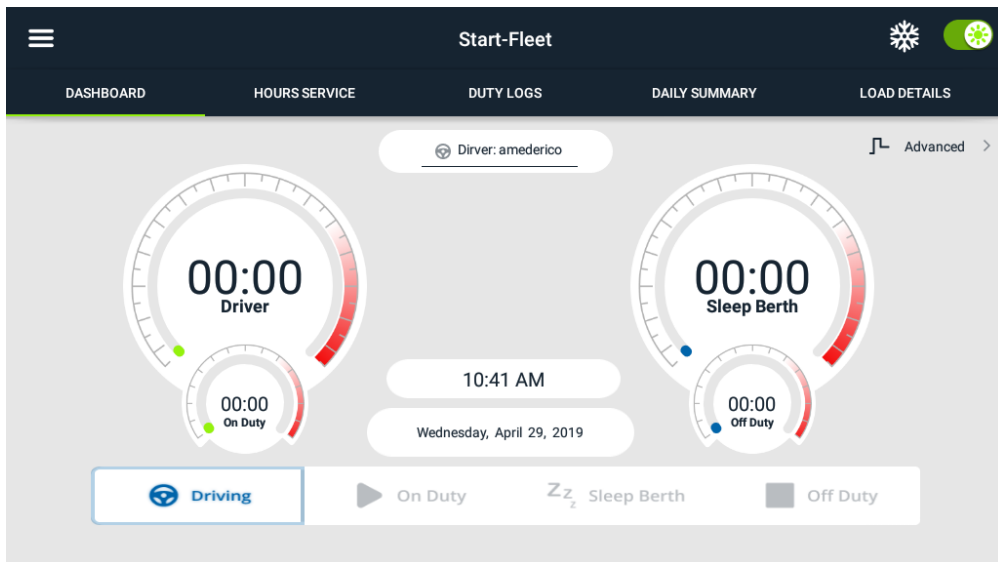 Start-Fleet
DASHBOARD
HOURS SERVICE
DUTY LOGS
DAILY SUMMARY
LOAD DETAILS
Dirver: amederico
Advanced
00:00
Driver
00:00
On Duty
10:41 AM
Wednesday, April 29, 2019
00:00
Sleep Berth
00:00
Off Duty
Driving
On Duty
Zzz Sleep Berth
Off Duty